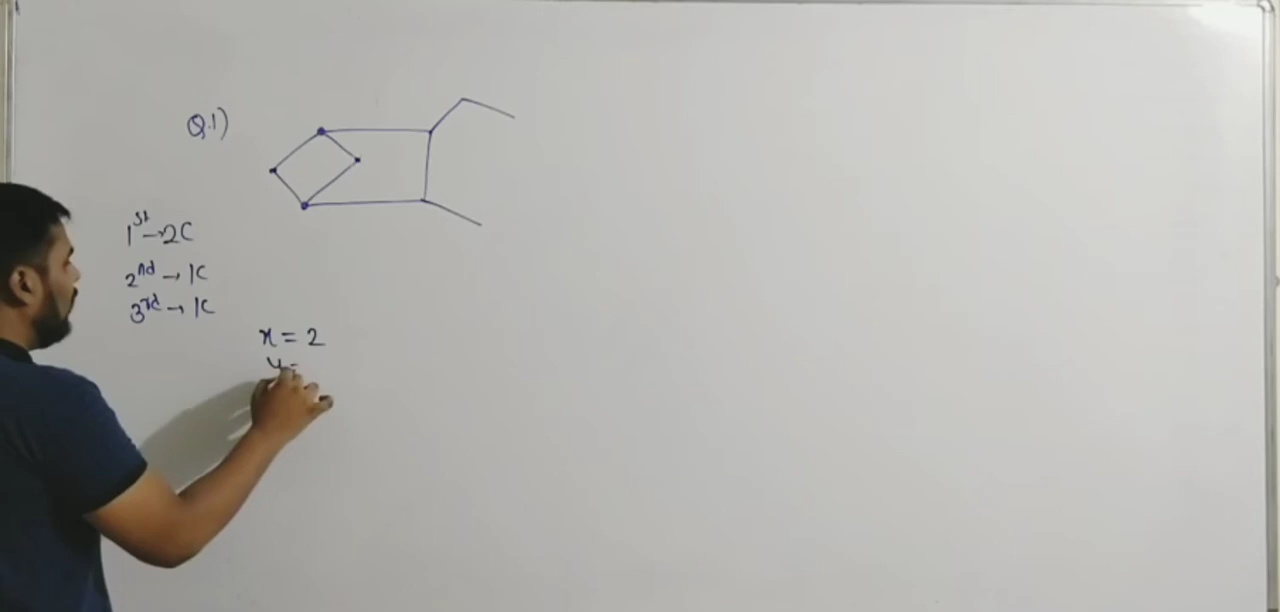 Q.1)
1st → 2C
2nd → 1C
3rd → 1C
x = 2
y =